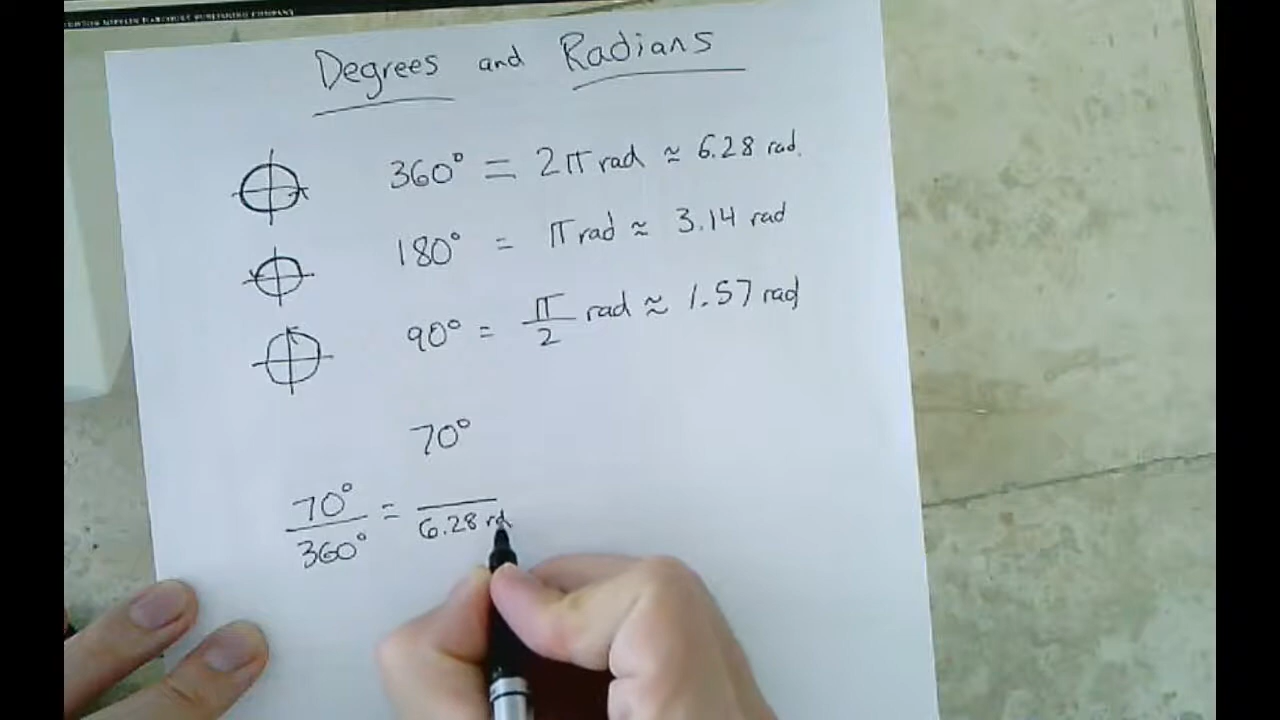 Degrees and Radians
360° = 2π rad ≈ 6.28 rad.
180° = π rad ≈ 3.14 rad
90° = π/2 rad ≈ 1.57 rad
70°
70°/360° = /6.28 rd